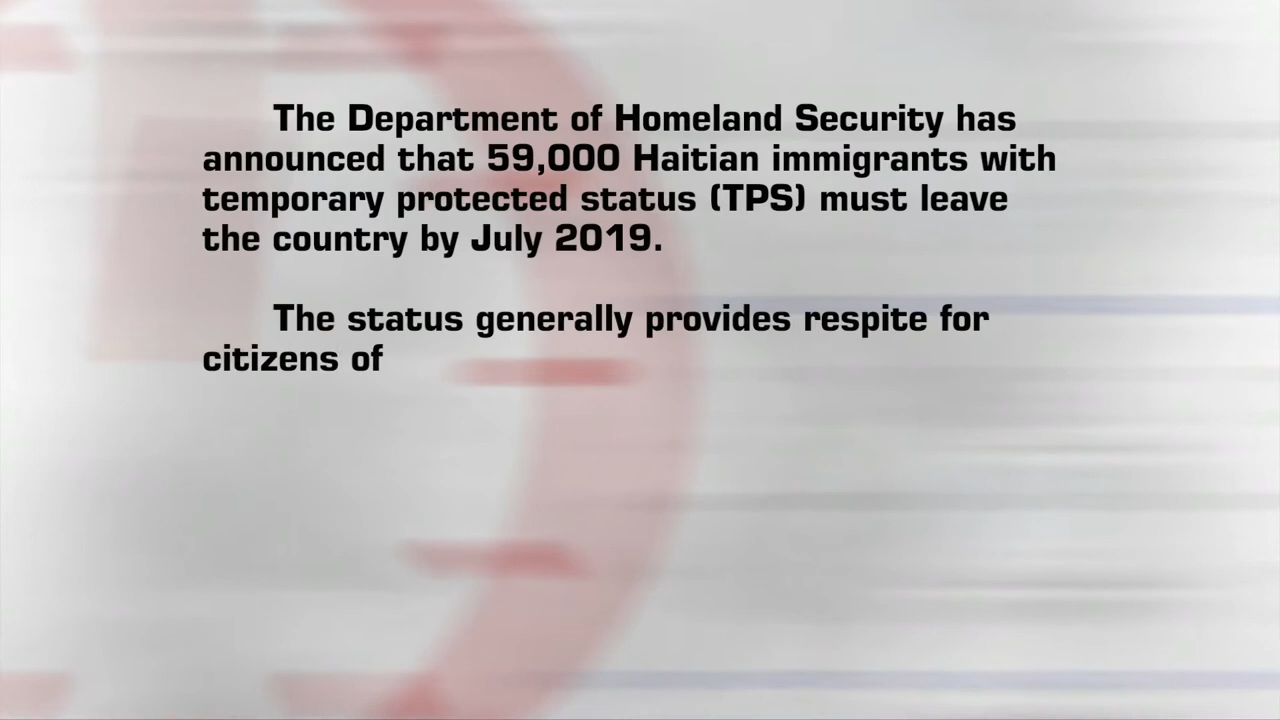 The Department of Homeland Security has
announced that 59,000 Haitian immigrants with
temporary protected status (TPS) must leave
the country by July 2019.
The status generally provides respite for
citizens of